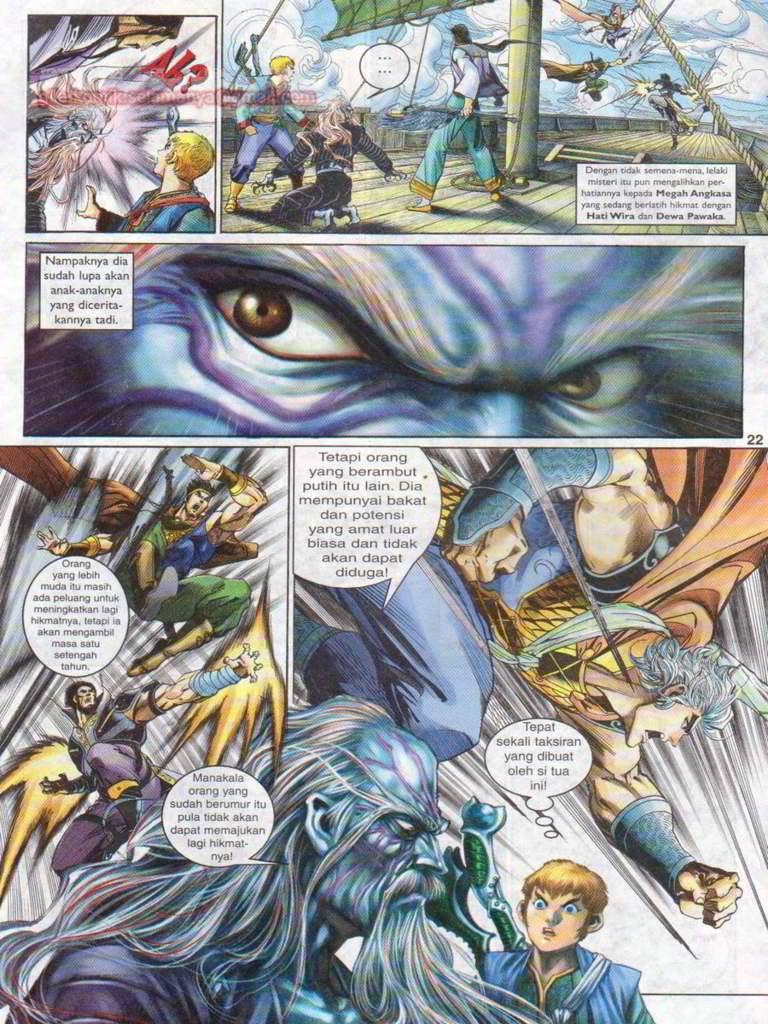 Ak?
...
...
Dengan tidak semena-mena, lelaki
misteri itu pun mengalihkan per-
hatiannya kepada Megah Angkasa
yang sedang berlatih hikmat dengan
Hati Wira dan Dewa Pawaka.
Nampaknya dia
sudah lupa akan
anak-anaknya
yang dicerita-
kannya tadi.
22
Orang
yang lebih
muda itu masih
ada peluang untuk
meningkatkan lagi
hikmatnya, tetapi ia
akan mengambil
masa satu
setengah
tahun.
Manakala
orang yang
sudah berumur itu
pula tidak akan
dapat memajukan
lagi hikmat-
nya!
Tetapi orang
yang berambut
putih itu lain. Dia
mempunyai bakat
dan potensi
yang amat luar
biasa dan tidak
akan dapat
diduga!
Tepat
sekali taksiran
yang dibuat
oleh si tua
ini!